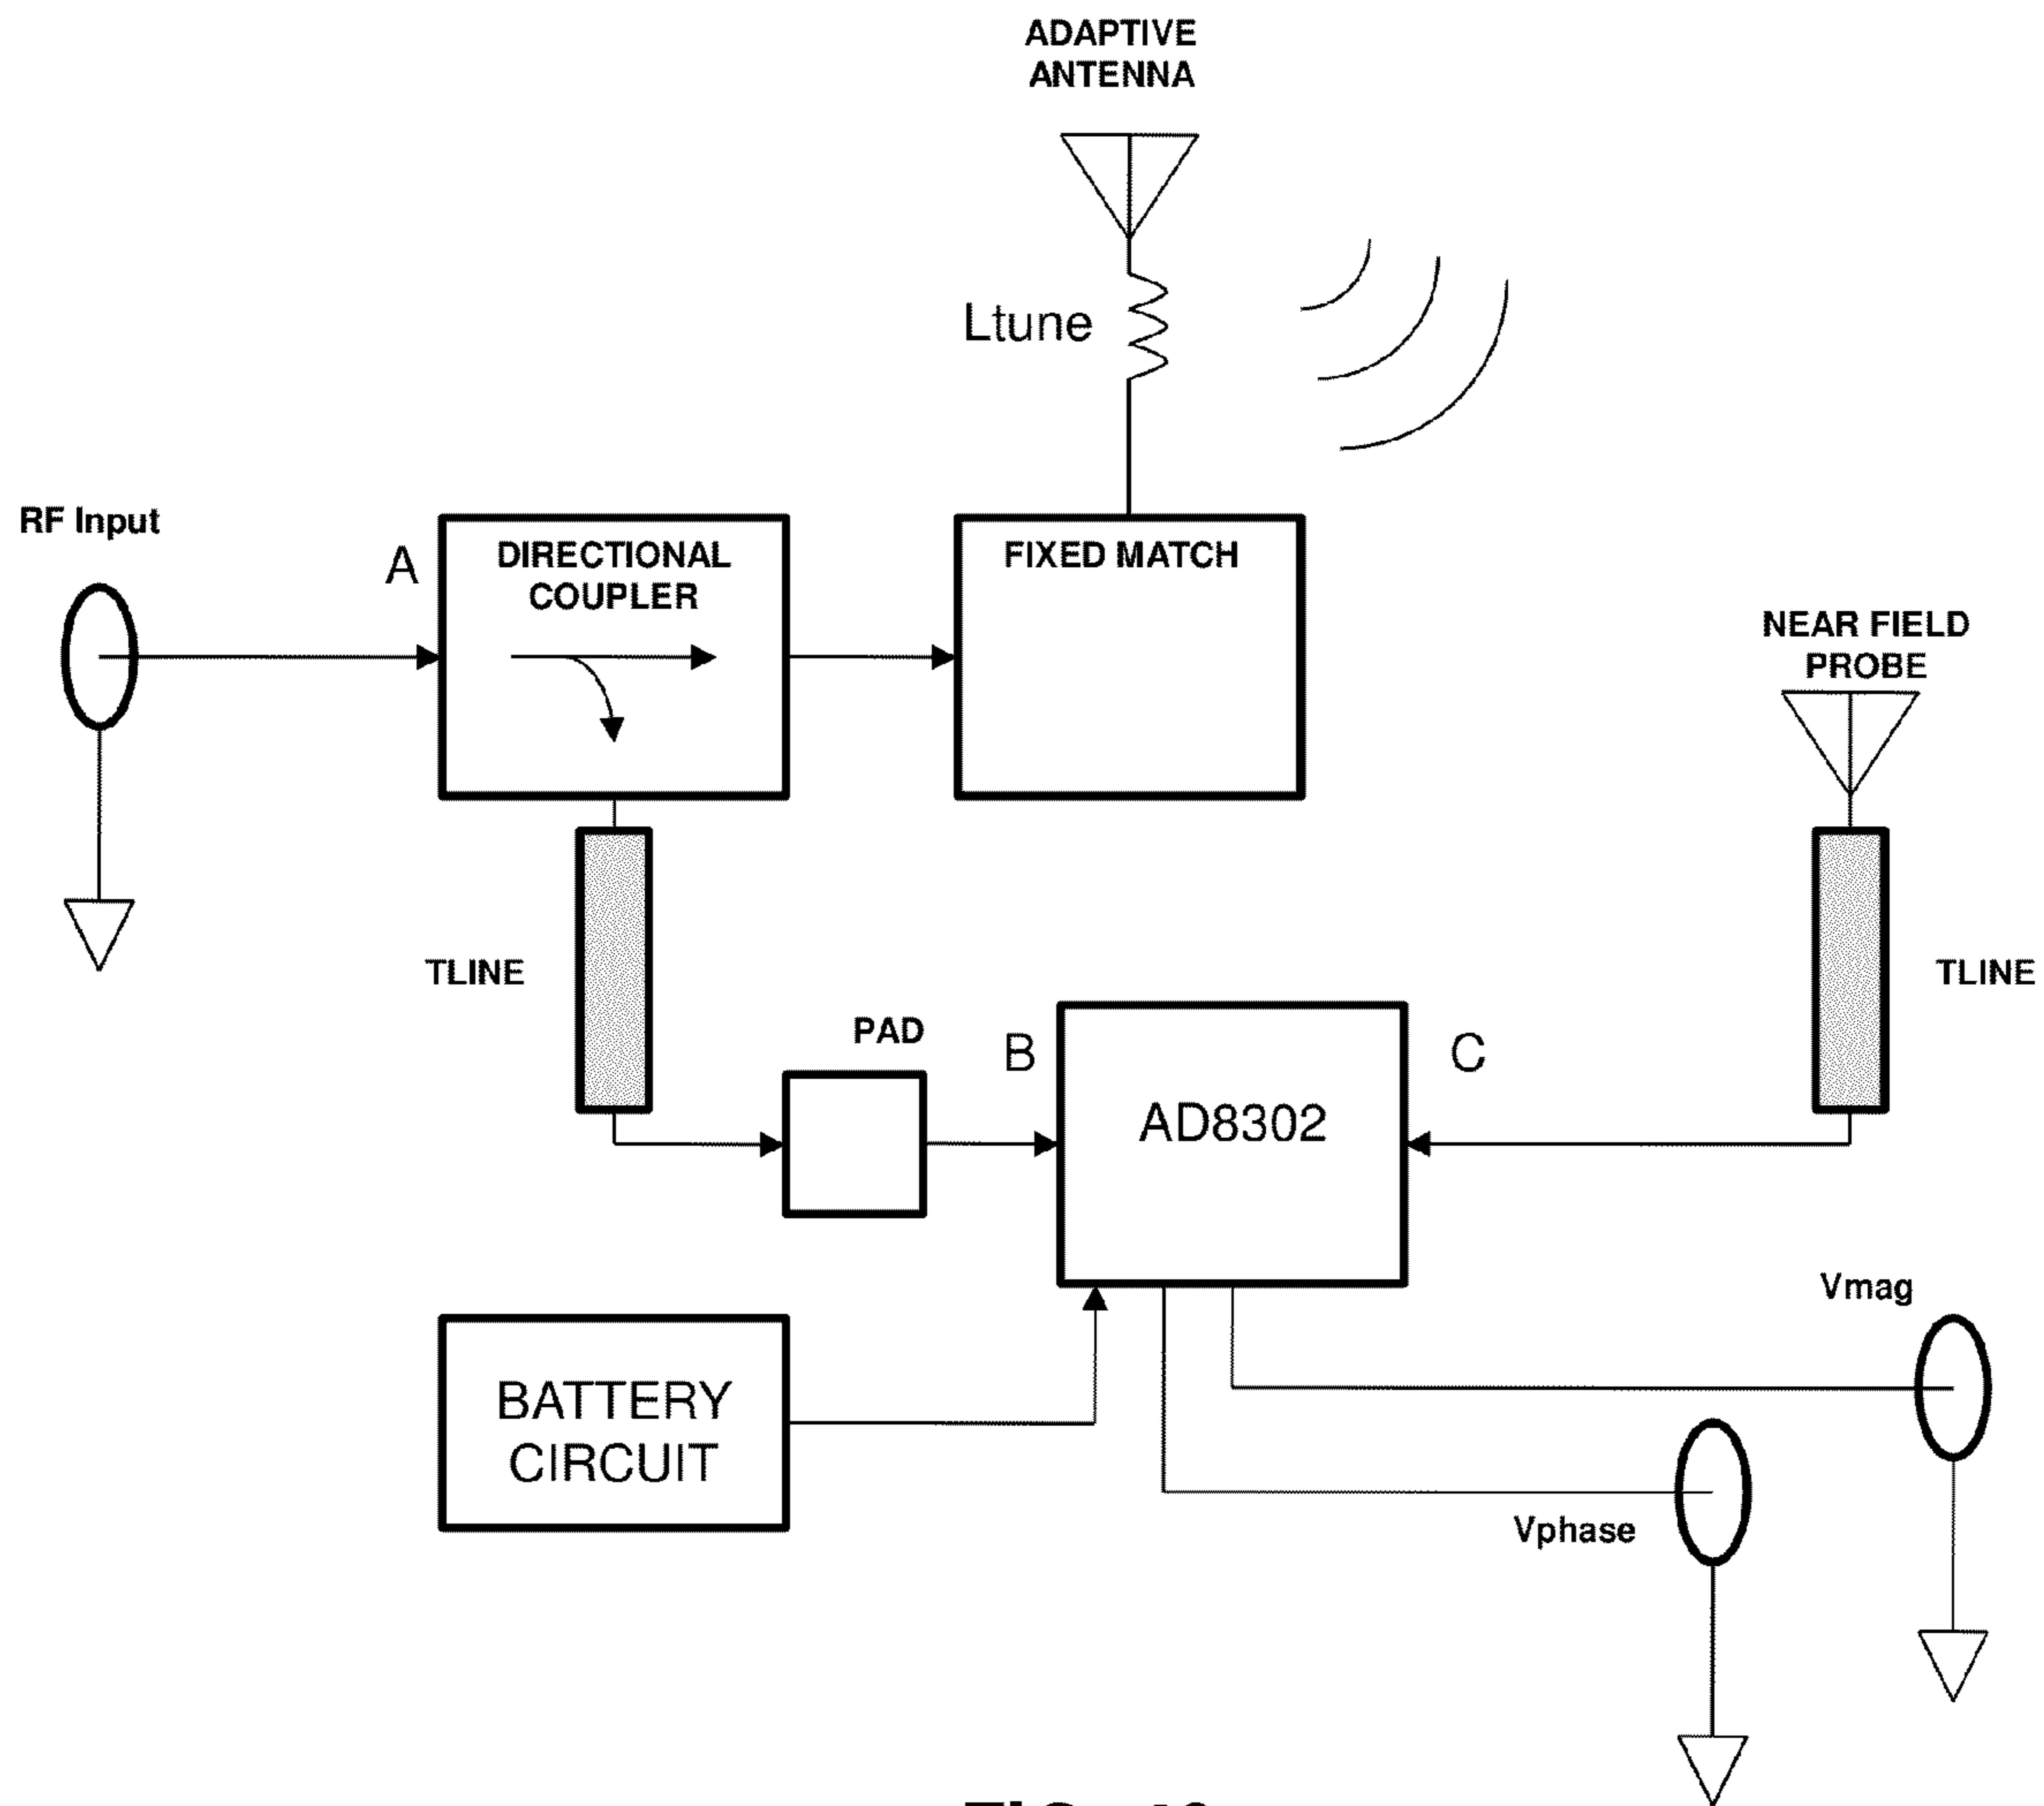 ADAPTIVE
ANTENNA
Ltune
RF Input
A
DIRECTIONAL
COUPLER
FIXED MATCH
NEAR FIELD
PROBE
TLINE
TLINE
PAD
B
C
AD8302
Vmag
BATTERY
CIRCUIT
Vphase